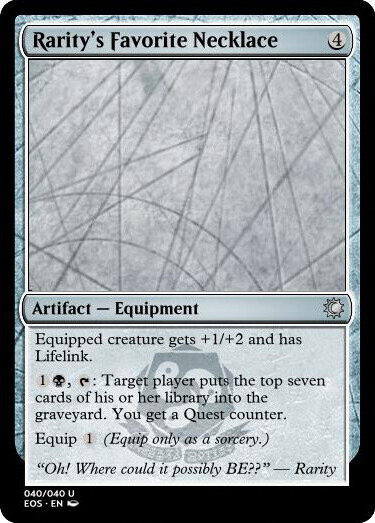 Rarity's Favorite Necklace 4
Artifact — Equipment
Equipped creature gets +1/+2 and has
Lifelink.
1, : Target player puts the top seven
cards of his or her library into the
graveyard. You get a Quest counter.
Equip 1 (Equip only as a sorcery.)
"Oh! Where could it possibly BE??" — Rarity
040/040 U
EOS · EN